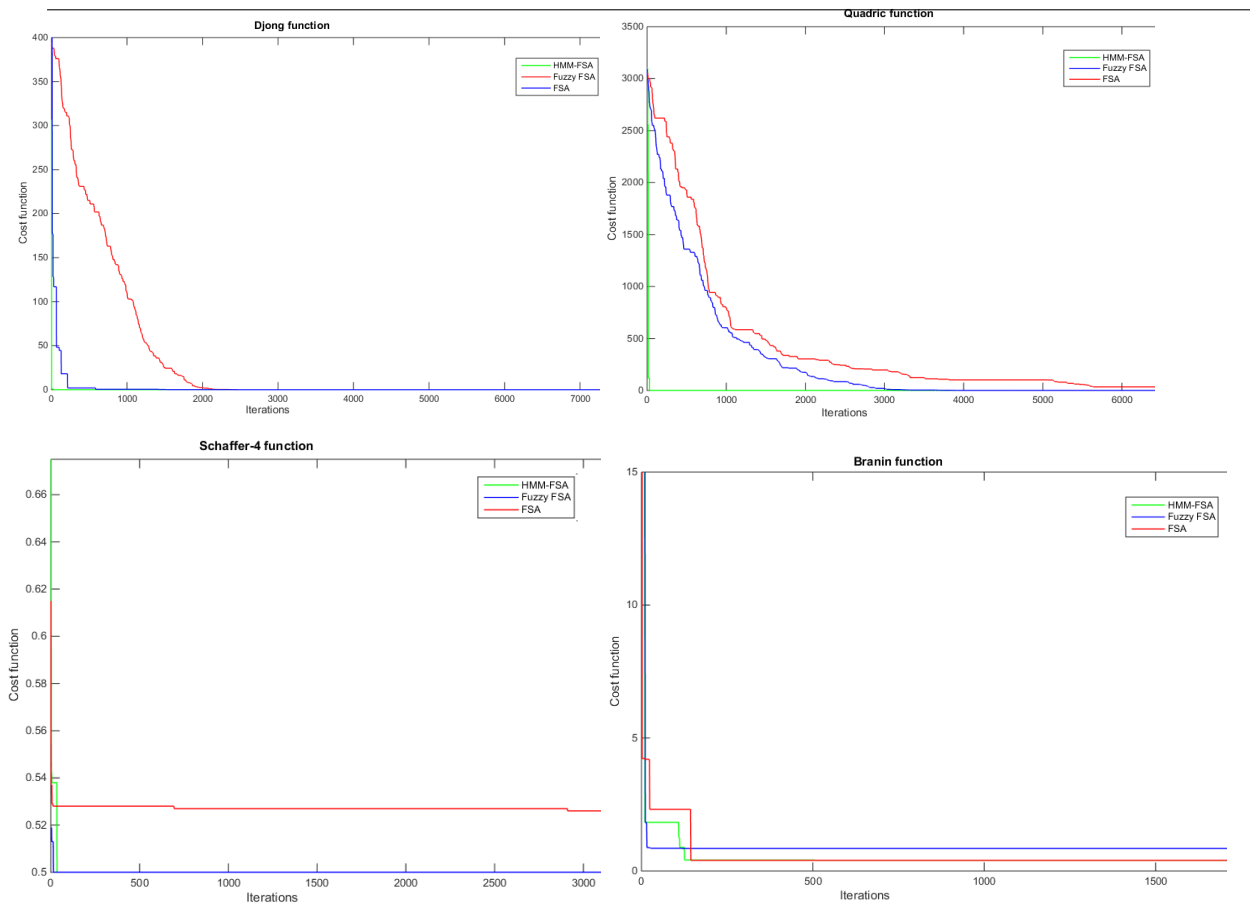 Djong function
400
350
300
250
200
150
100
50
0
0 1000 2000 3000 4000 5000 6000 7000
Cost function
Iterations
HMM-FSA
Fuzzy FSA
FSA
Quadric function
3500
3000
2500
2000
1500
1000
500
0
0 1000 2000 3000 4000 5000 6000
Cost function
Iterations
HMM-FSA
Fuzzy FSA
FSA
Schaffer-4 function
0.66
0.64
0.62
0.6
0.58
0.56
0.54
0.52
0.5
0 500 1000 1500 2000 2500 3000
Cost function
Iterations
HMM-FSA
Fuzzy FSA
FSA
Branin function
15
10
5
0
0 500 1000 1500
Cost function
Iterations
HMM-FSA
Fuzzy FSA
FSA